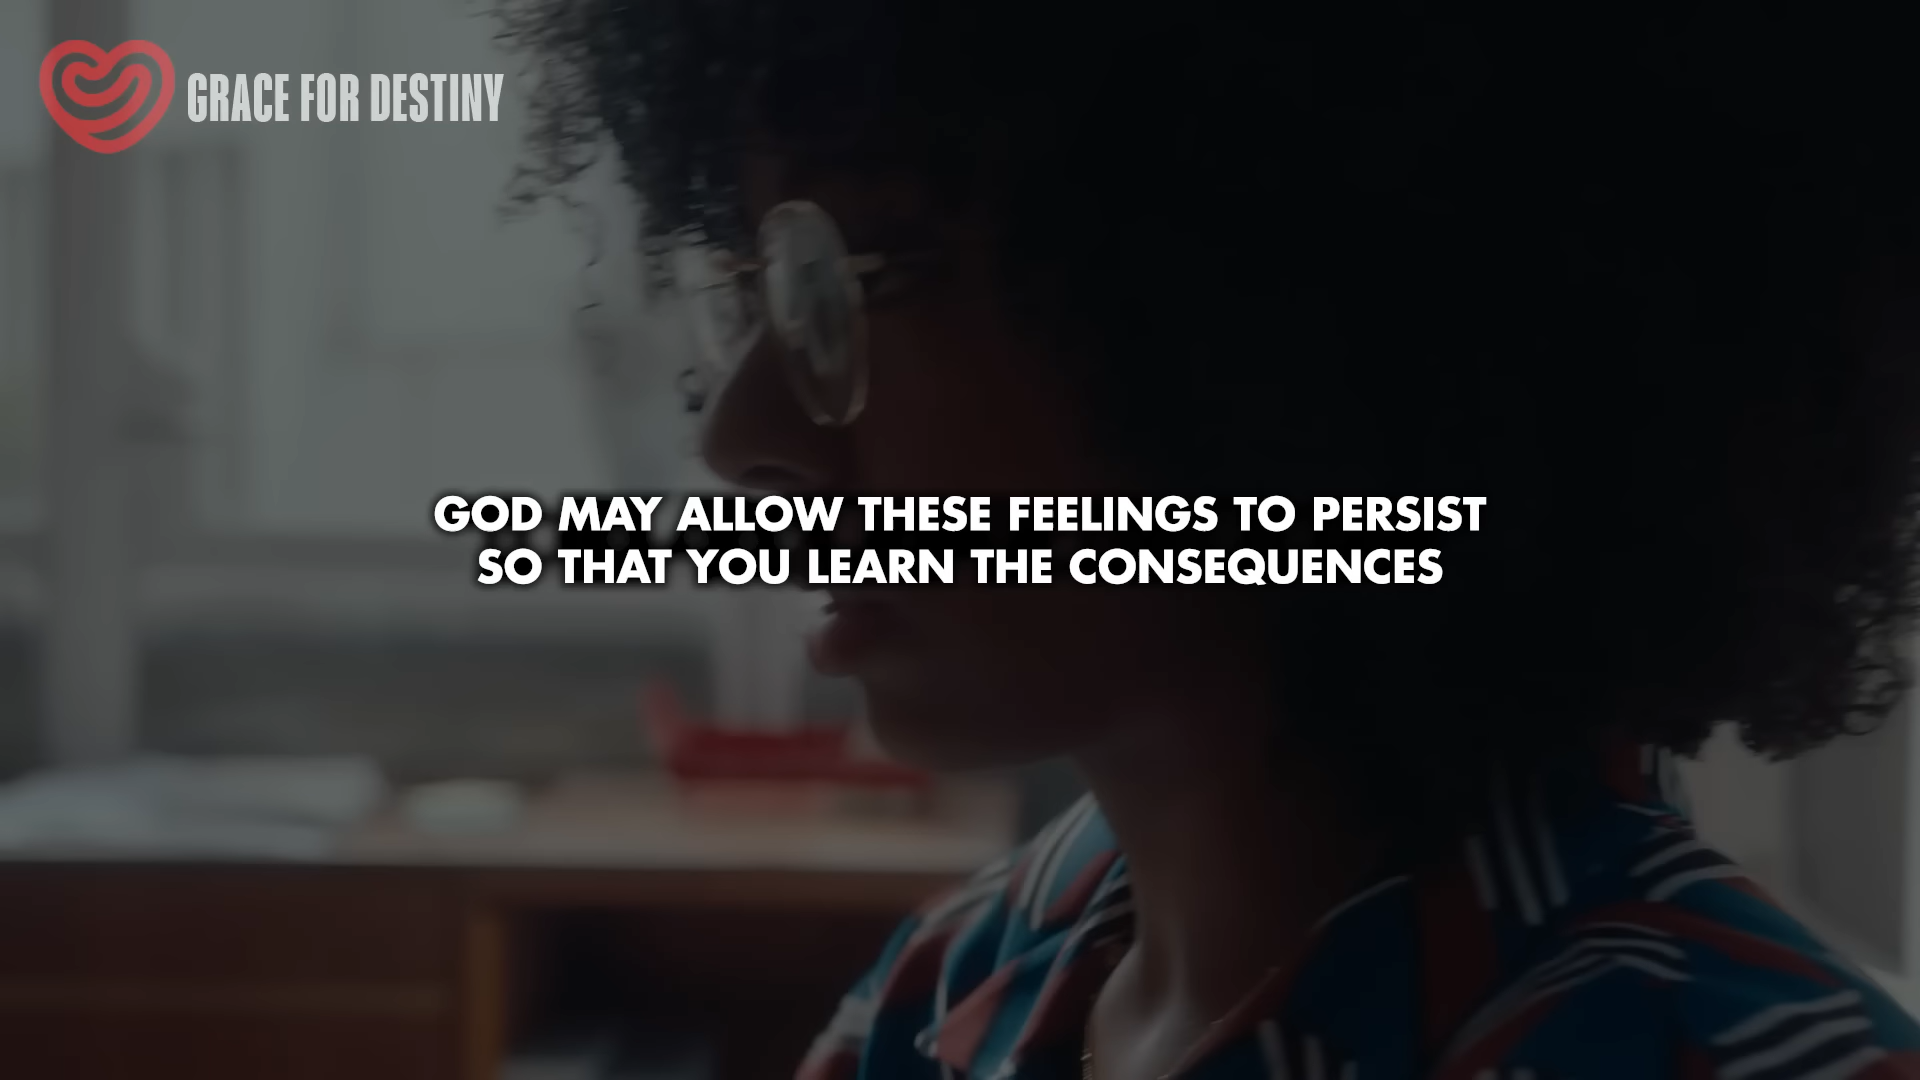 GRACE FOR DESTINY
GOD MAY ALLOW THESE FEELINGS TO PERSIST
SO THAT YOU LEARN THE CONSEQUENCES